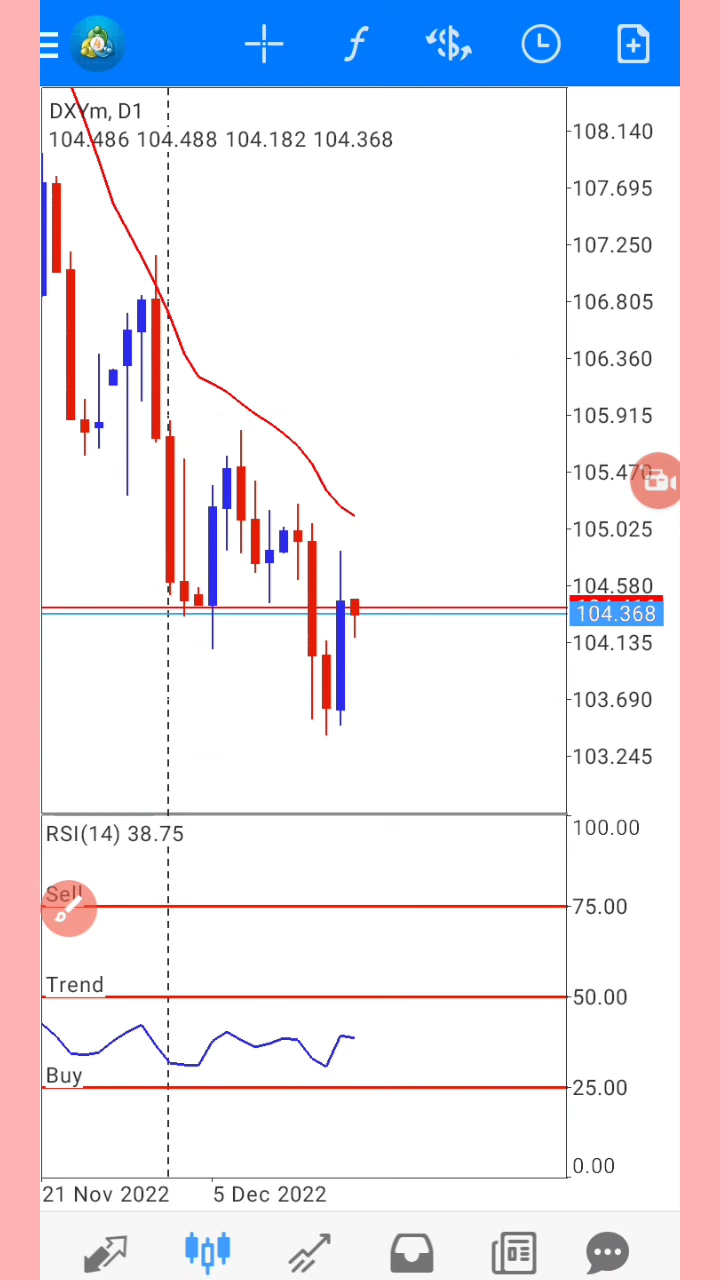 DXYm, D1
104.486 104.488 104.182 104.368
108.140
107.695
107.250
106.805
106.360
105.915
105.470
105.025
104.580
104.368
104.135
103.690
103.245
RSI(14) 38.75
100.00
Sell
75.00
Trend
50.00
Buy
25.00
0.00
21 Nov 2022
5 Dec 2022